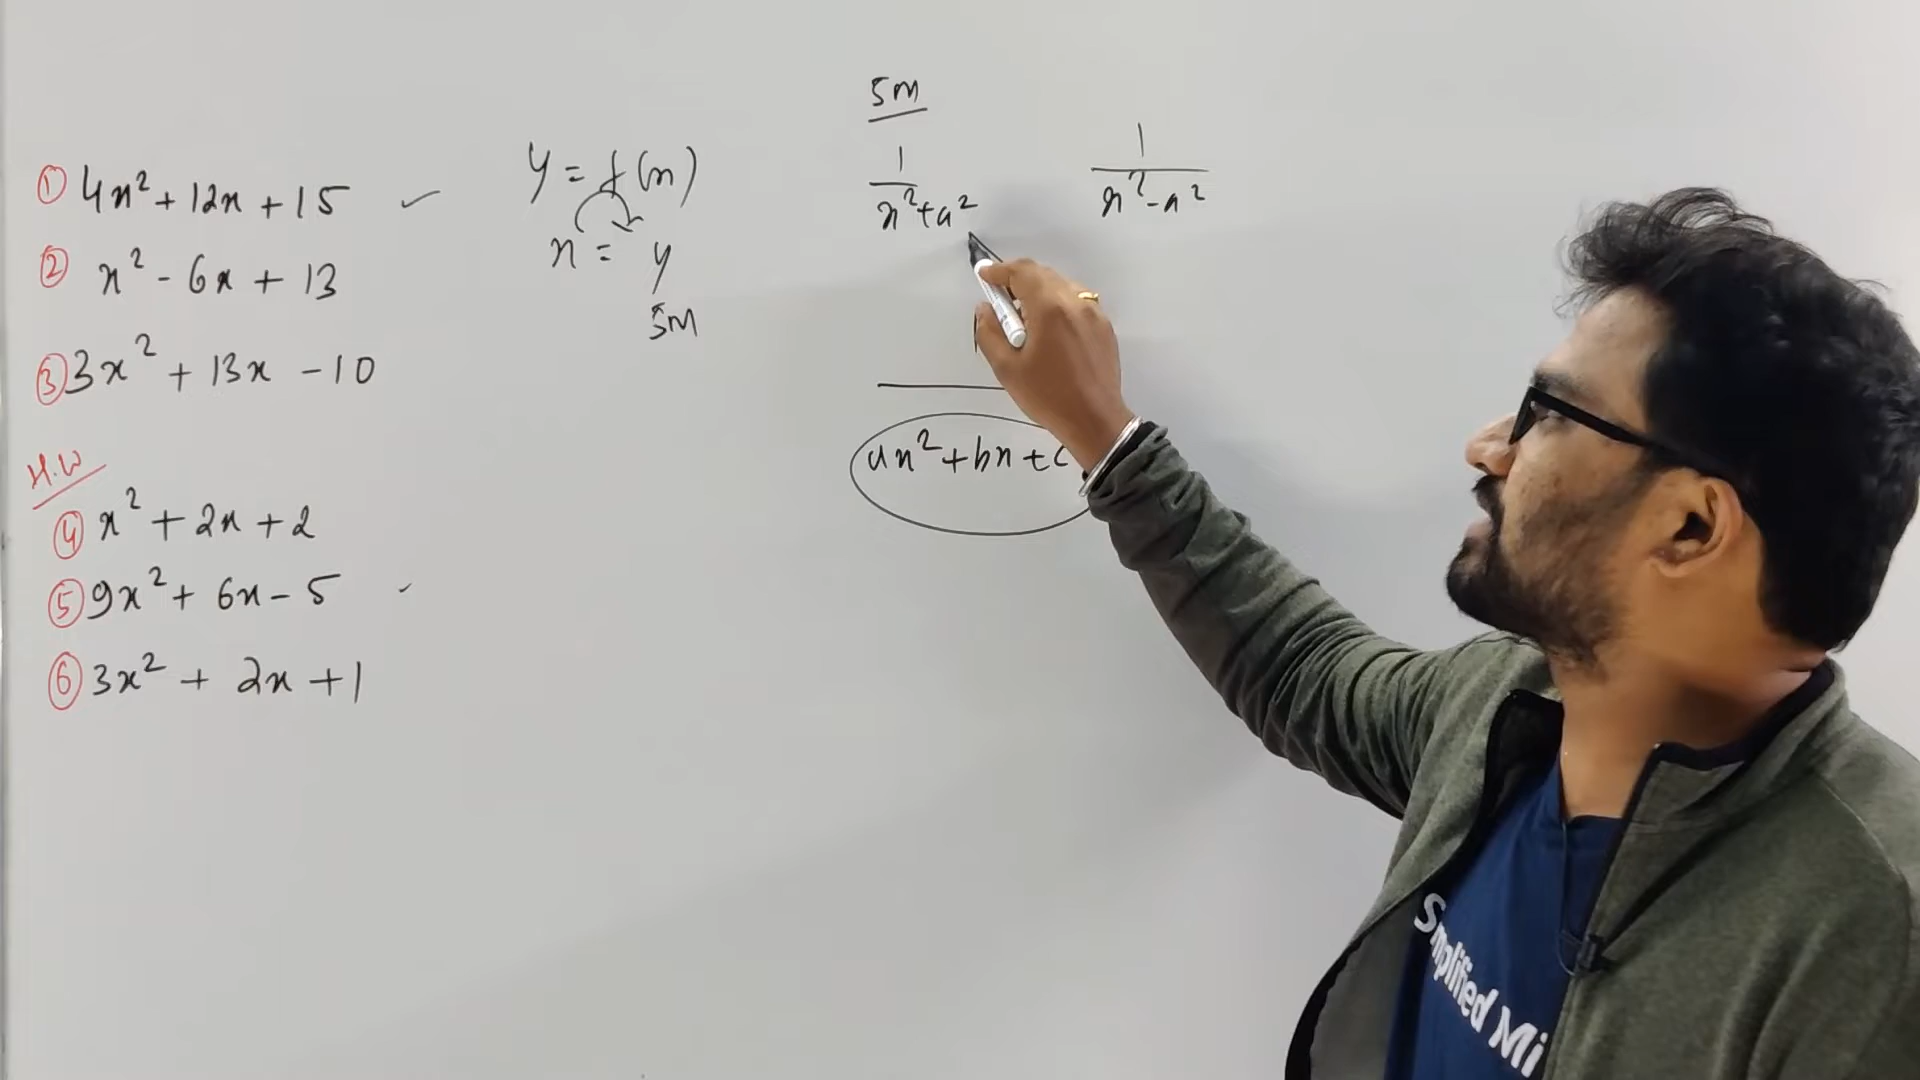 ① 4x² + 12x + 15 ✓
② x² - 6x + 13
③ 3x² + 13x - 10
H.W
④ x² + 2x + 2
⑤ 9x² + 6x - 5
⑥ 3x² + 2x + 1
y = f(x)
x = y
5M
5M
1
x² + a²
1
x² - a²
ax² + bx + c
Simplified Mi